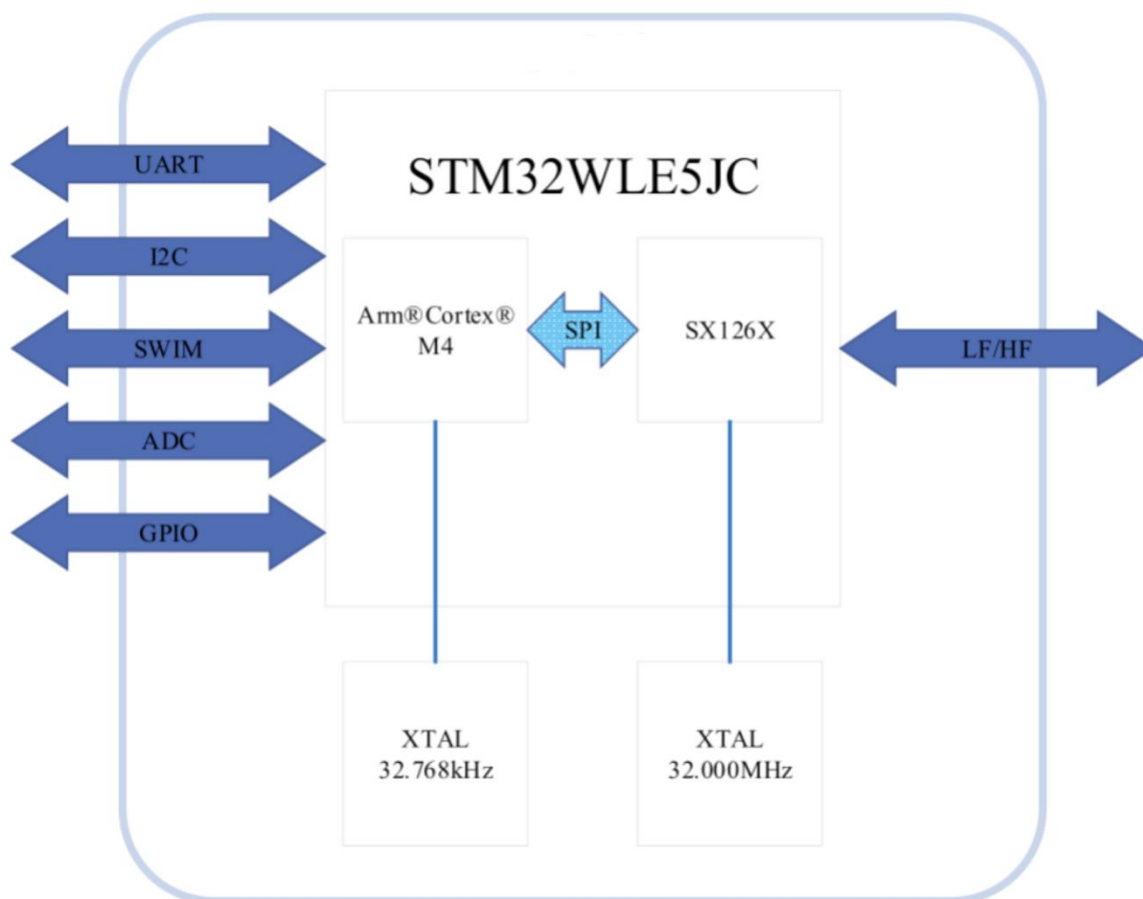 STM32WLE5JC
UART
I2C
SWIM
ADC
GPIO
Arm®Cortex®
M4
SPI
SX126X
LF/HF
XTAL
32.768kHz
XTAL
32.000MHz